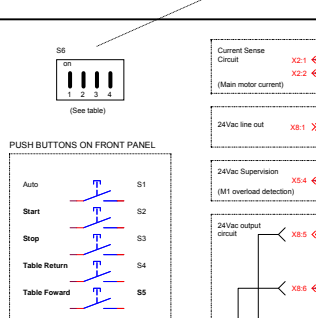 S6
on
1 2 3 4
(See table)
PUSH BUTTONS ON FRONT PANEL
Auto S1
Start S2
Stop S3
Table Return S4
Table Foward S5
Current Sense
Circuit
X2:1
X2:2
(Main motor current)
24Vac line out
X8:1
24Vac Supervision
X5:4
(M1 overload detection)
24Vac output
circuit
X8:5
X8:6